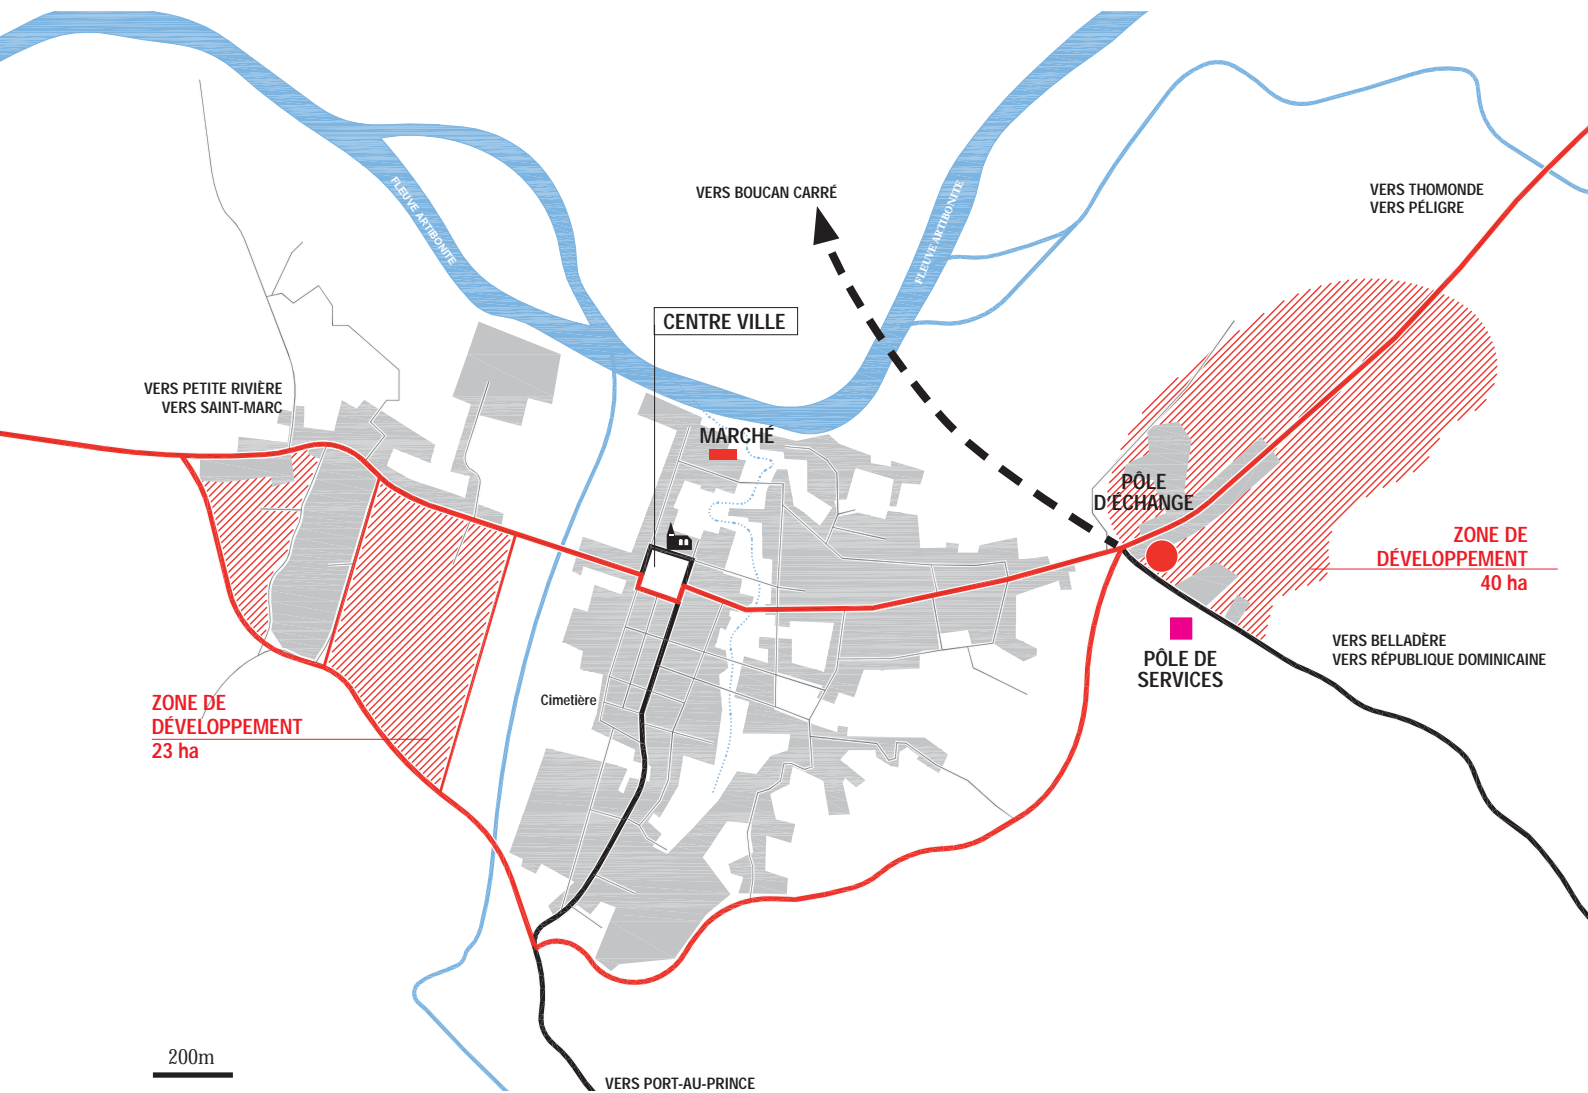 VERS BOUCAN CARRÉ
VERS THOMONDE
VERS PÉLIGRE
FLEUVE ARTIBONITE
FLEUVE ARTIBONITE
CENTRE VILLE
VERS PETITE RIVIÈRE
VERS SAINT-MARC
MARCHÉ
PÔLE
D'ÉCHANGE
ZONE DE
DÉVELOPPEMENT
40 ha
VERS BELLADÈRE
VERS RÉPUBLIQUE DOMINICAINE
PÔLE DE
SERVICES
Cimetière
ZONE DE
DÉVELOPPEMENT
23 ha
200m
VERS PORT-AU-PRINCE